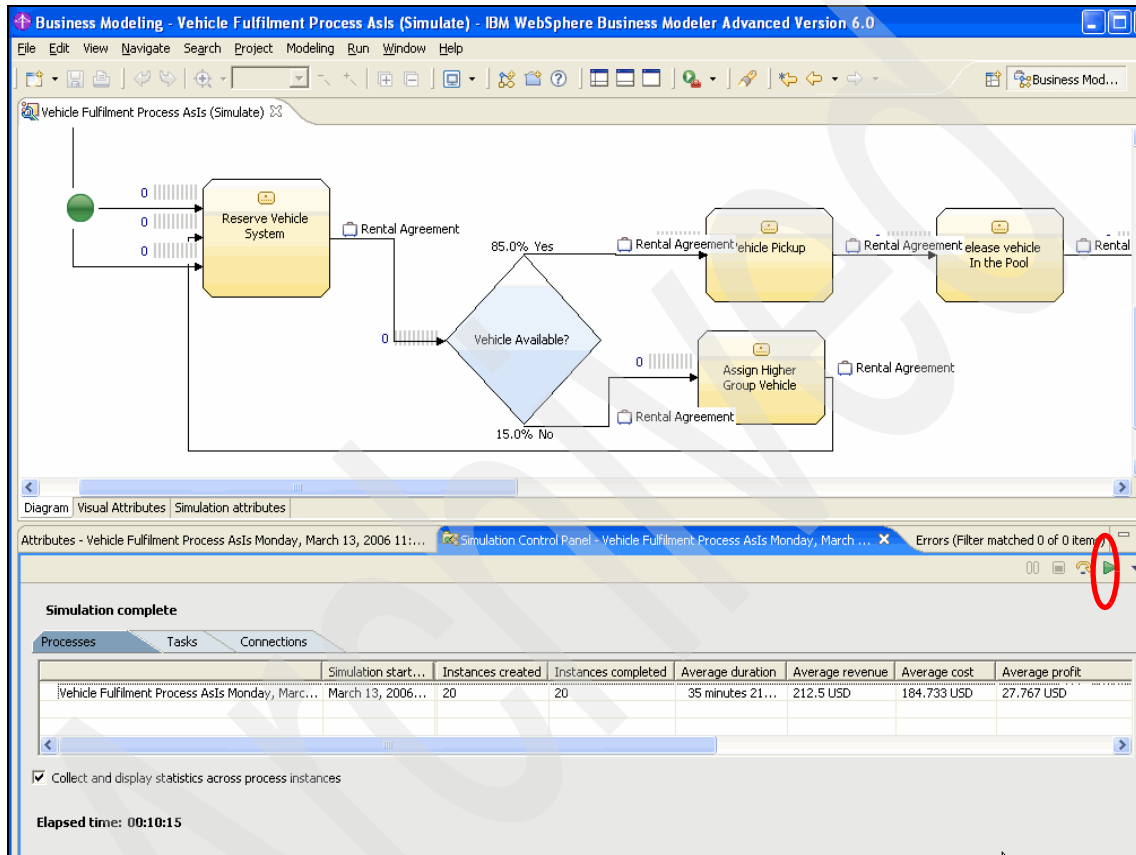 Business Modeling - Vehicle Fulfilment Process AsIs (Simulate) - IBM WebSphere Business Modeler Advanced Version 6.0
File Edit View Navigate Search Project Modeling Run Window Help
Business Mod...
Vehicle Fulfilment Process AsIs (Simulate)
0
0
0
Reserve Vehicle
System
Rental Agreement
85.0% Yes
Rental Agreement
ehicle Pickup
Rental Agreement
elease vehicle
In the Pool
Rental
0
Vehicle Available?
0
Assign Higher
Group Vehicle
Rental Agreement
Rental Agreement
15.0% No
Diagram Visual Attributes Simulation attributes
Attributes - Vehicle Fulfilment Process AsIs Monday, March 13, 2006 11:... Simulation Control Panel - Vehicle Fulfilment Process AsIs Monday, March ... Errors (Filter matched 0 of 0 items)
Simulation complete
Processes Tasks Connections
Simulation start... Instances created Instances completed Average duration Average revenue Average cost Average profit
Vehicle Fulfilment Process AsIs Monday, Marc... March 13, 2006... 20 20 35 minutes 21... 212.5 USD 184.733 USD 27.767 USD
Collect and display statistics across process instances
Elapsed time: 00:10:15
Archived